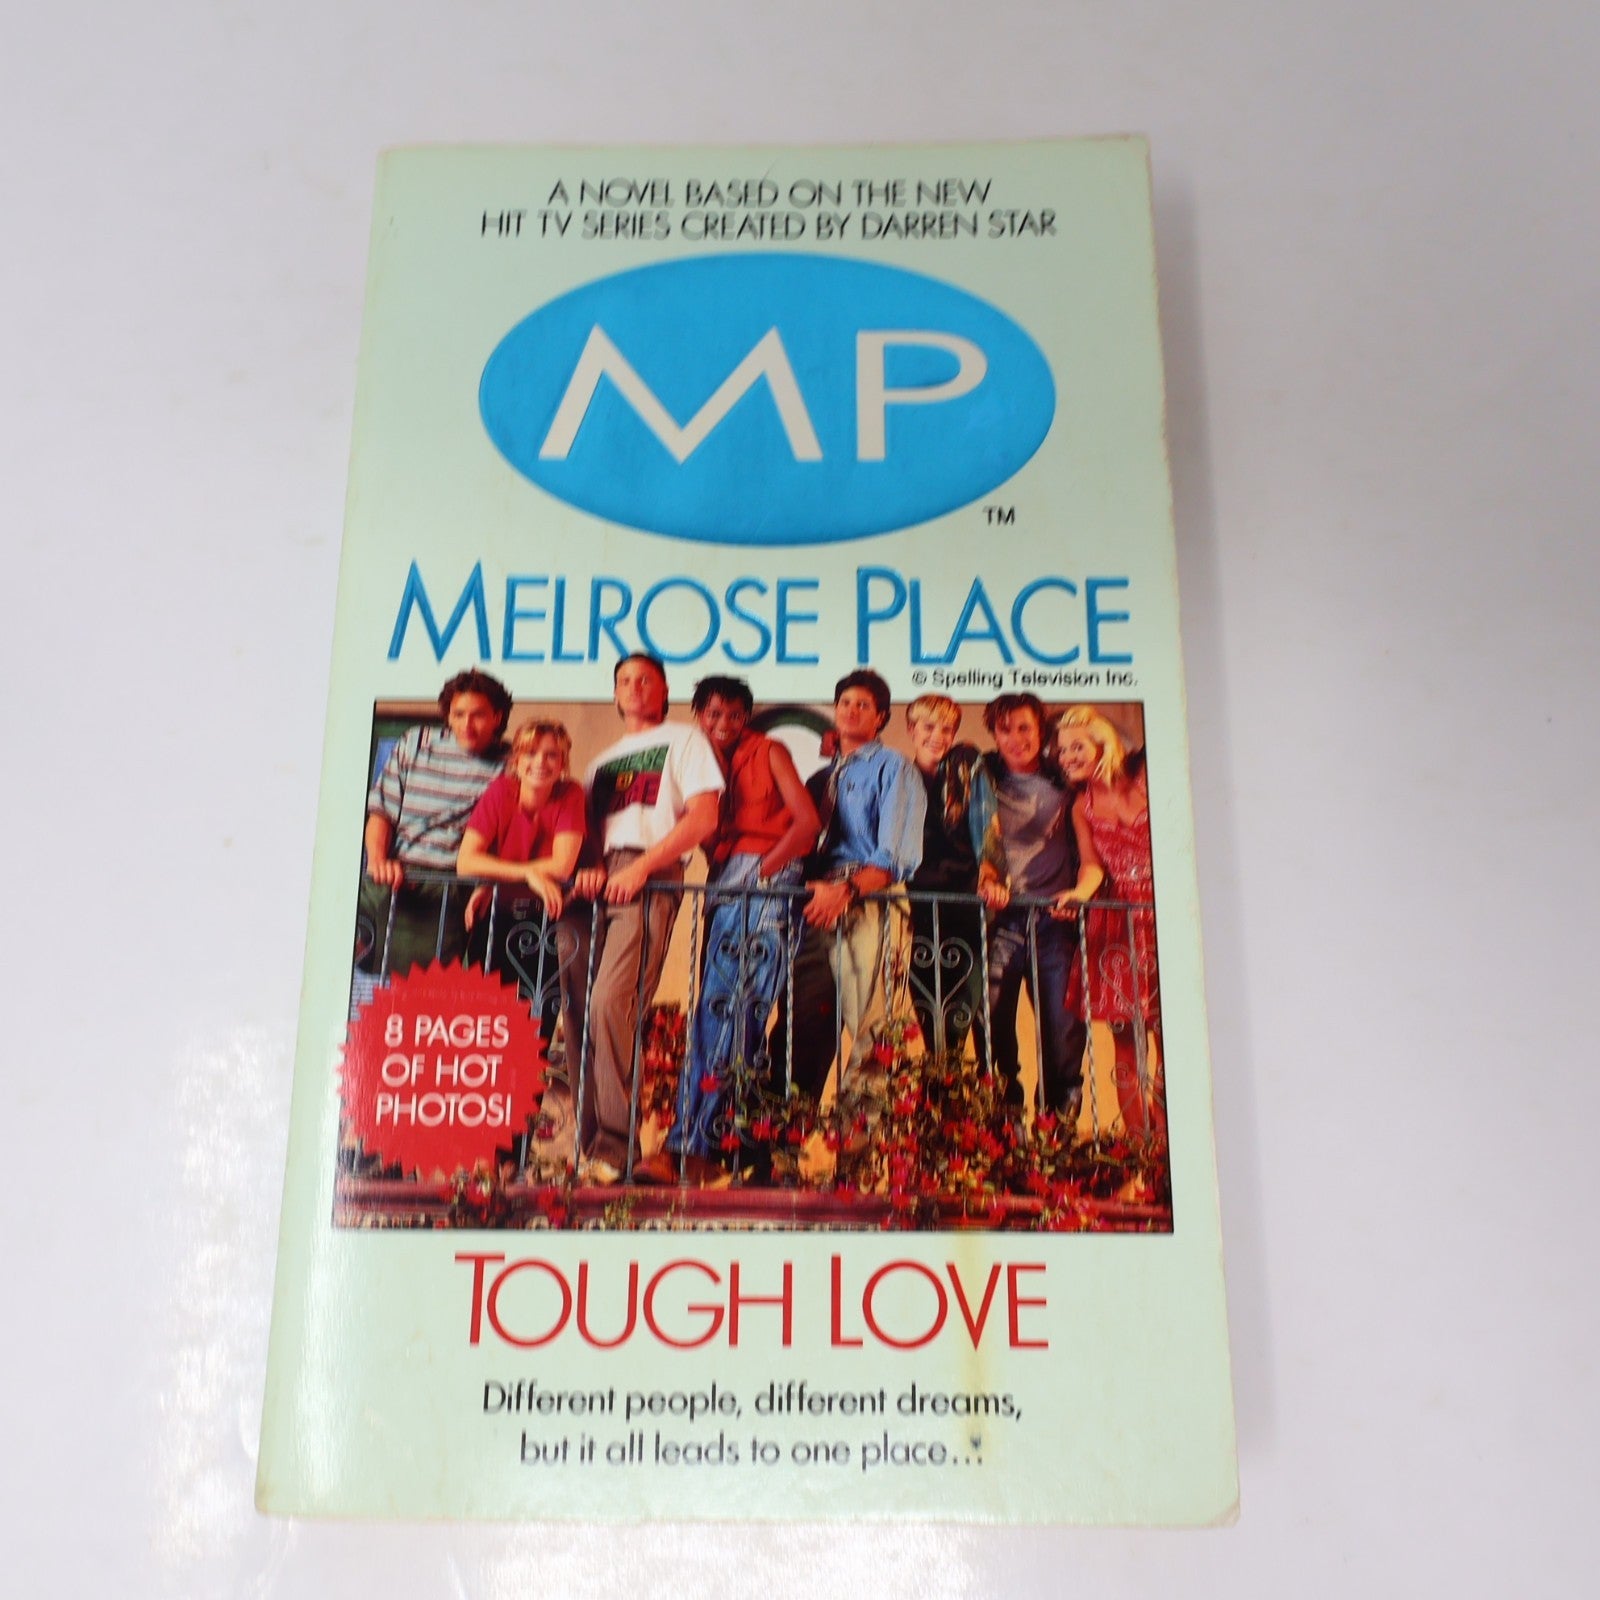 A NOVEL BASED ON THE NEW
HIT TV SERIES CREATED BY DARREN STAR
MP
TM
MELROSE PLACE
© Spelling Television Inc.
8 PAGES
OF HOT
PHOTOS!
TOUGH LOVE
Different people, different dreams,
but it all leads to one place...